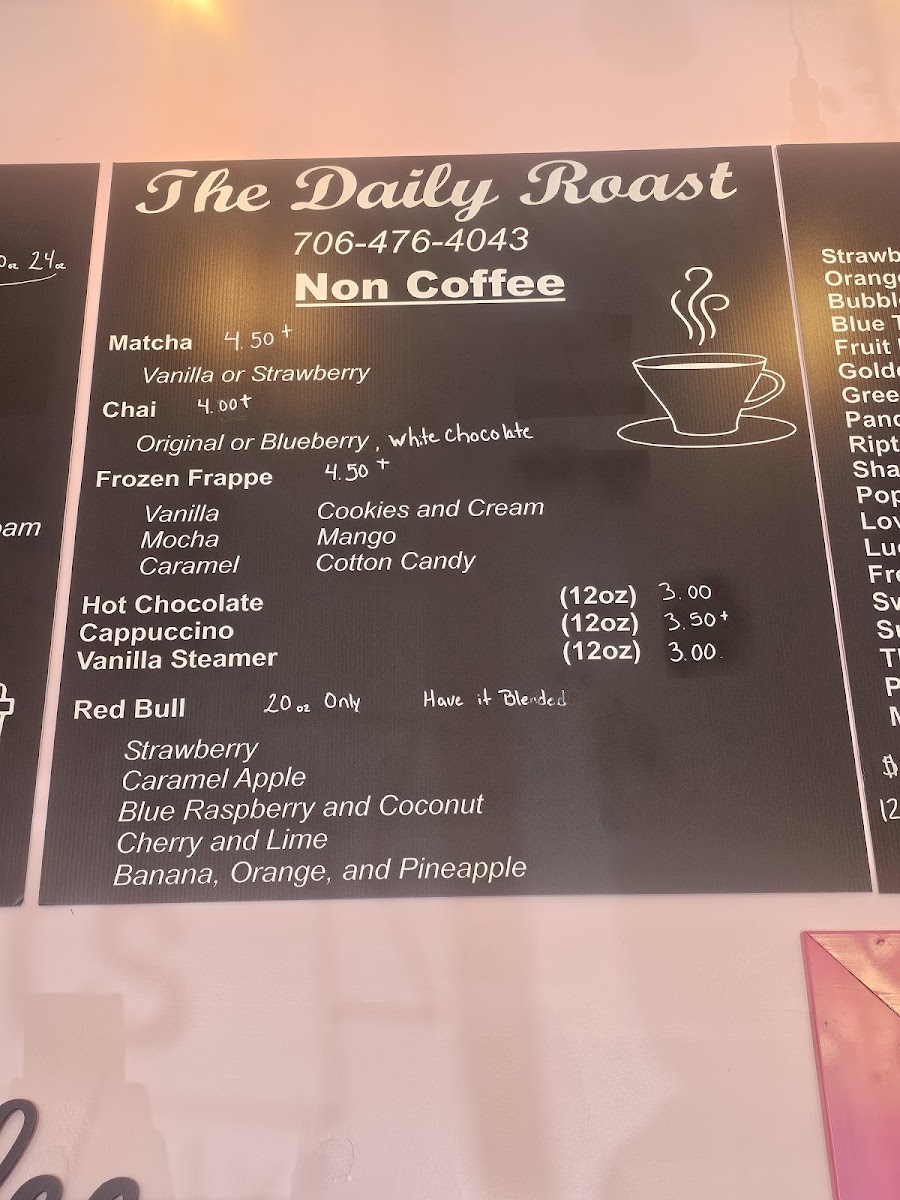 The Daily Roast
706-476-4043
Non Coffee
Matcha 4.50+
Vanilla or Strawberry
Chai 4.00+
Original or Blueberry, white chocolate
Frozen Frappe 4.50+
Vanilla Cookies and Cream
Mocha Mango
Caramel Cotton Candy
Hot Chocolate (12oz) 3.00
Cappuccino (12oz) 3.50+
Vanilla Steamer (12oz) 3.00
Red Bull 20oz Only Have it Blended
Strawberry
Caramel Apple
Blue Raspberry and Coconut
Cherry and Lime
Banana, Orange, and Pineapple
24oz